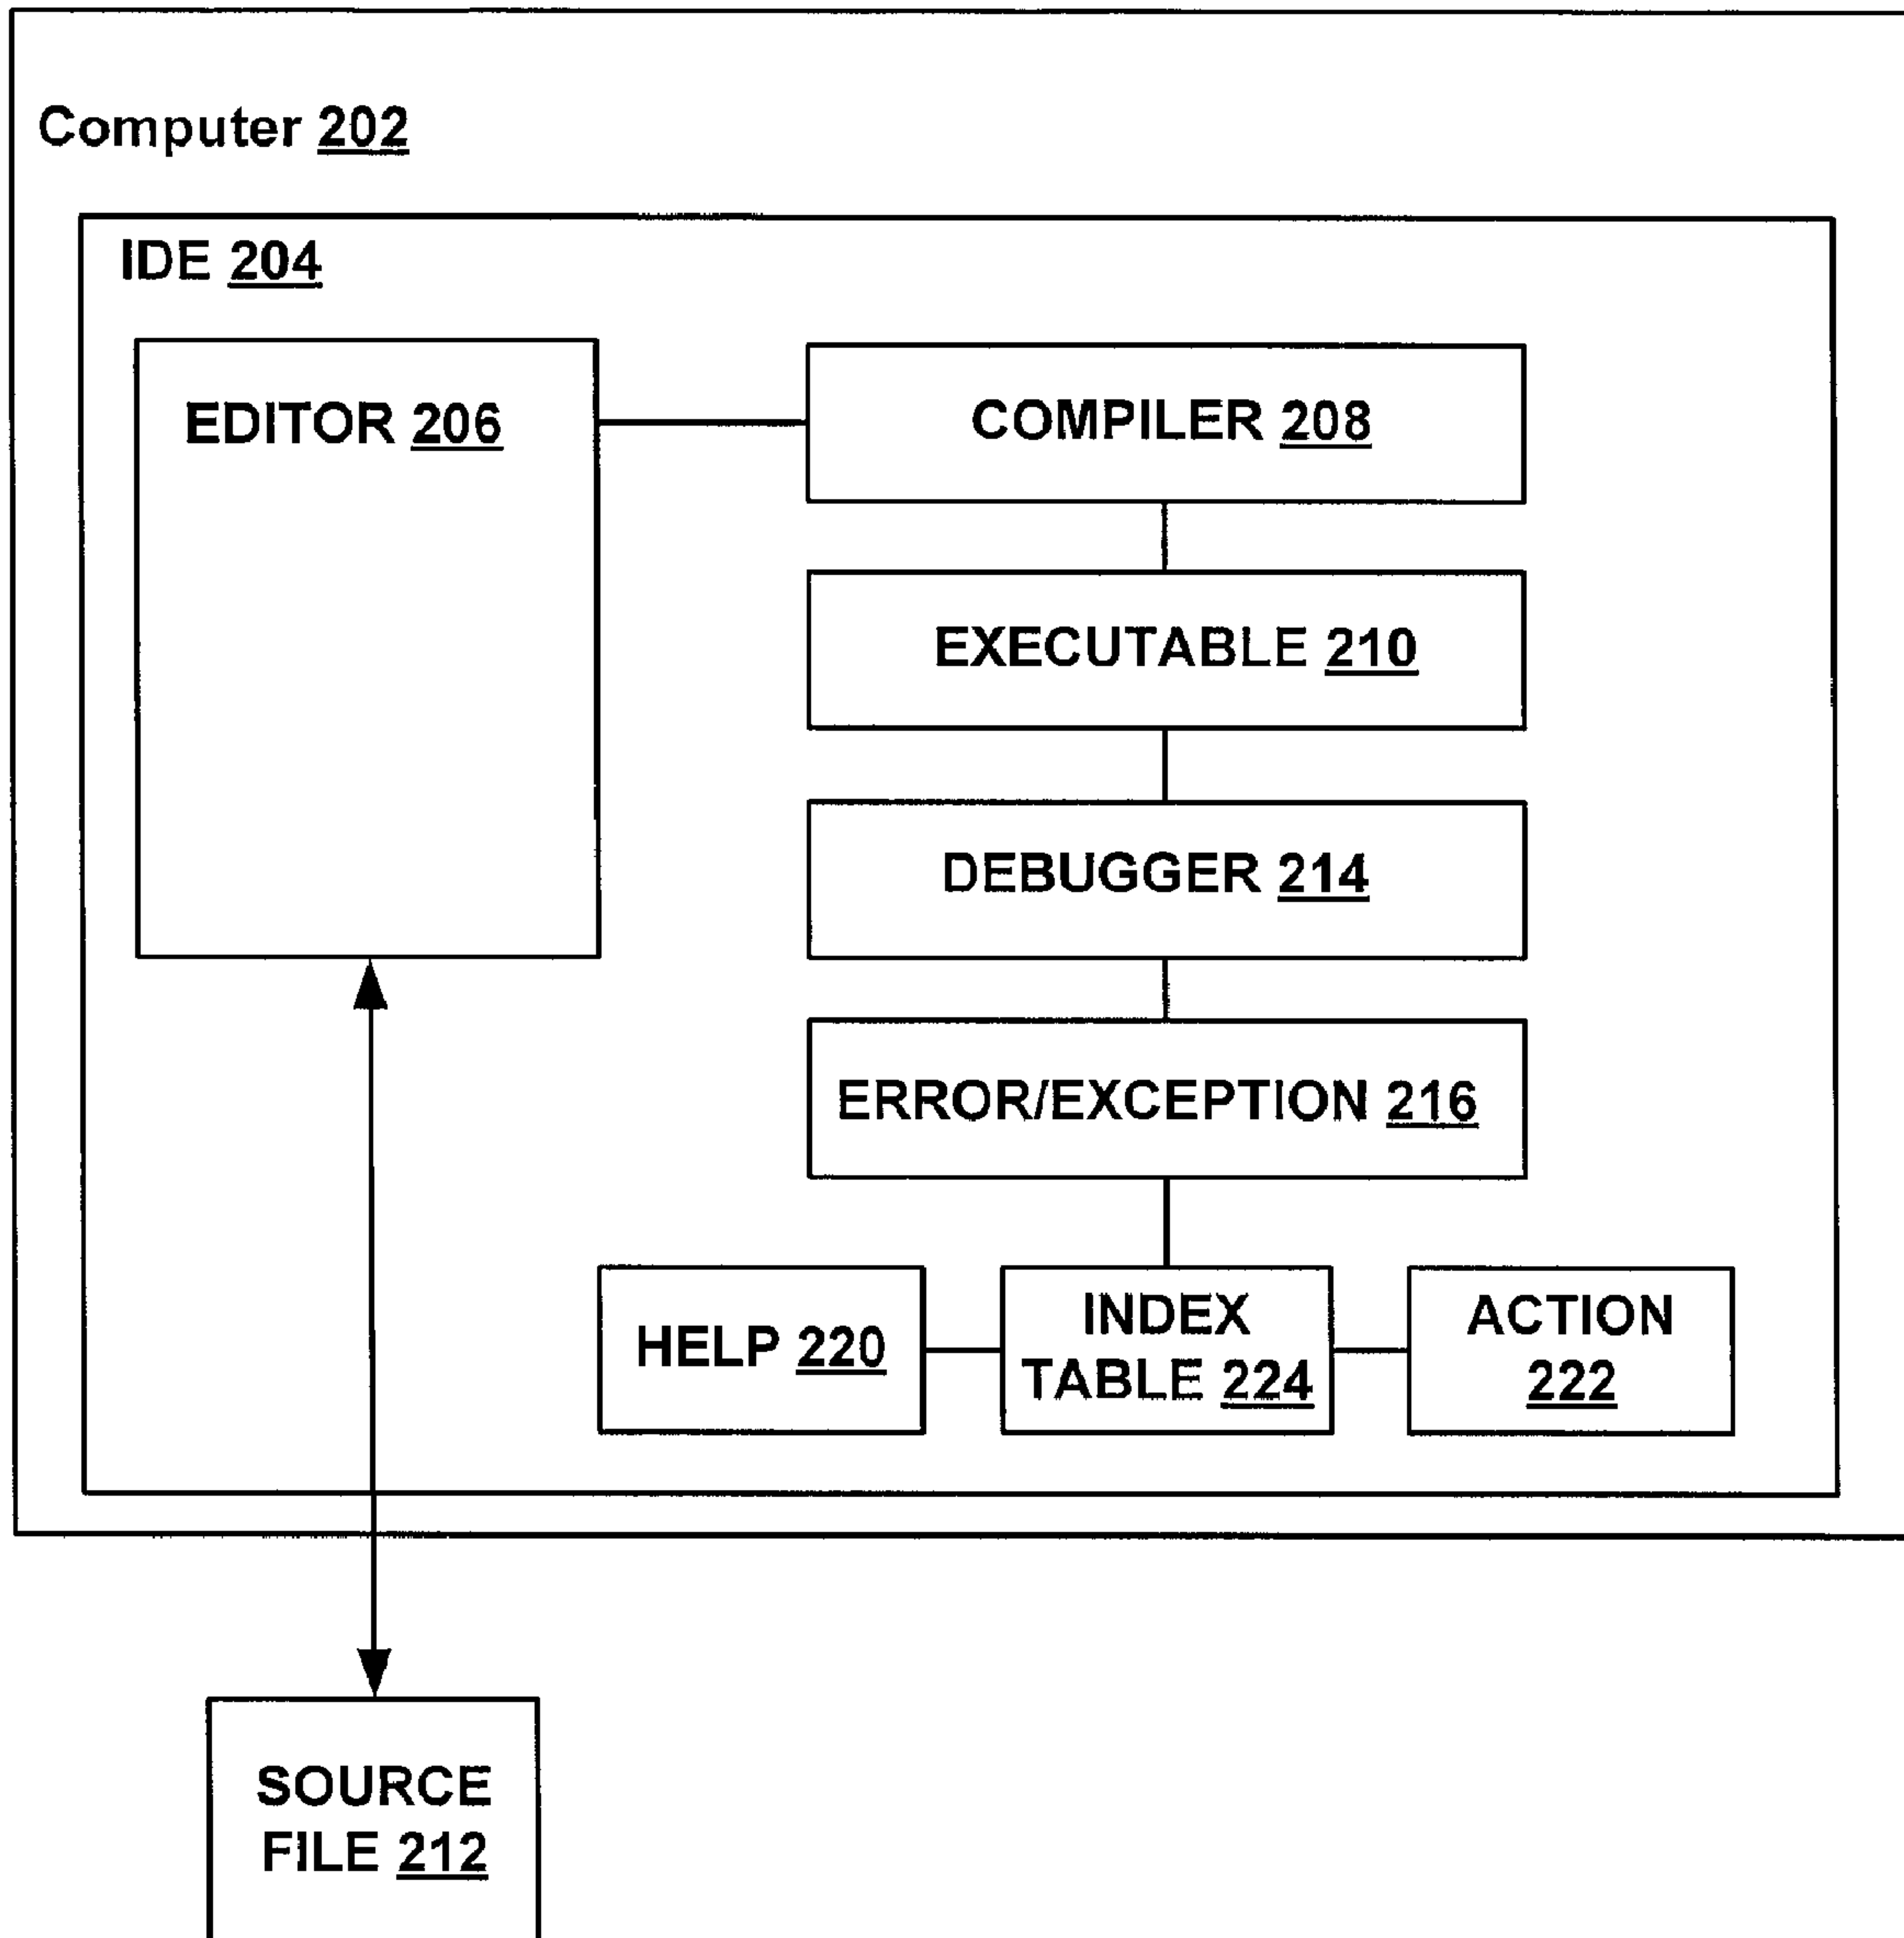 Computer 202
IDE 204
EDITOR 206
COMPILER 208
EXECUTABLE 210
DEBUGGER 214
ERROR/EXCEPTION 216
HELP 220
INDEX
TABLE 224
ACTION
222
SOURCE
FILE 212